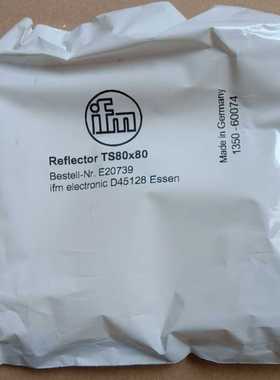 ifm
Reflector TS80x80
Bestell-Nr. E20739
ifm electronic D45128 Essen
Made in Germany
1350-60074